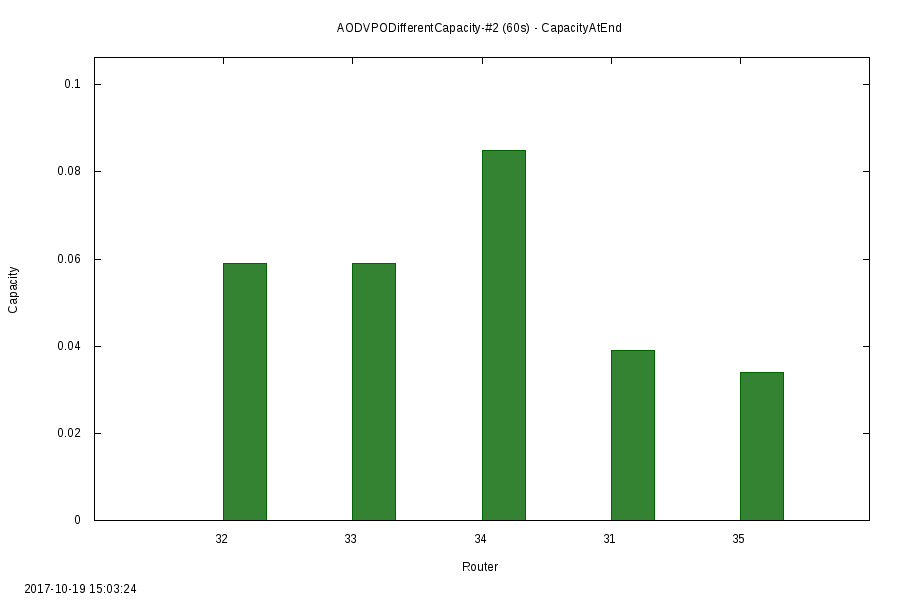 AODVPODifferentCapacity-#2 (60s) - CapacityAtEnd
0.1
0.08
0.06
0.04
0.02
0
Capacity
32 33 34 31 35
Router
2017-10-19 15:03:24